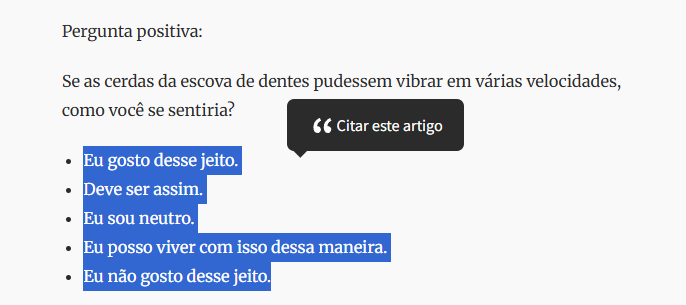 Pergunta positiva:
Se as cerdas da escova de dentes pudessem vibrar em várias velocidades,
como você se sentiria?
Citar este artigo
Eu gosto desse jeito.
Deve ser assim.
Eu sou neutro.
Eu posso viver com isso dessa maneira.
Eu não gosto desse jeito.